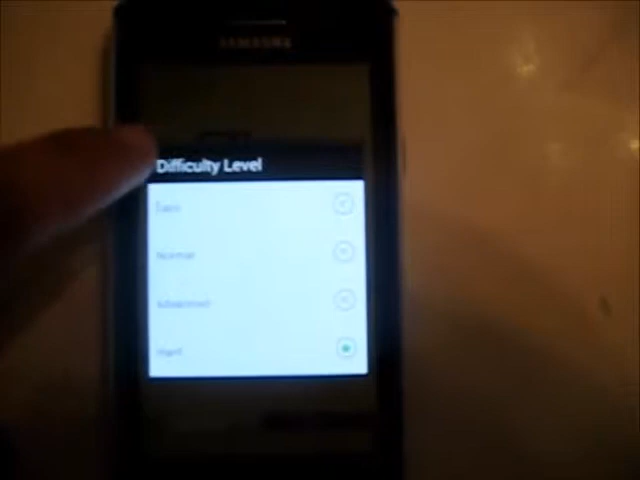 SAMSUNG
Difficulty Level
Easy
Normal
Advanced
Hard